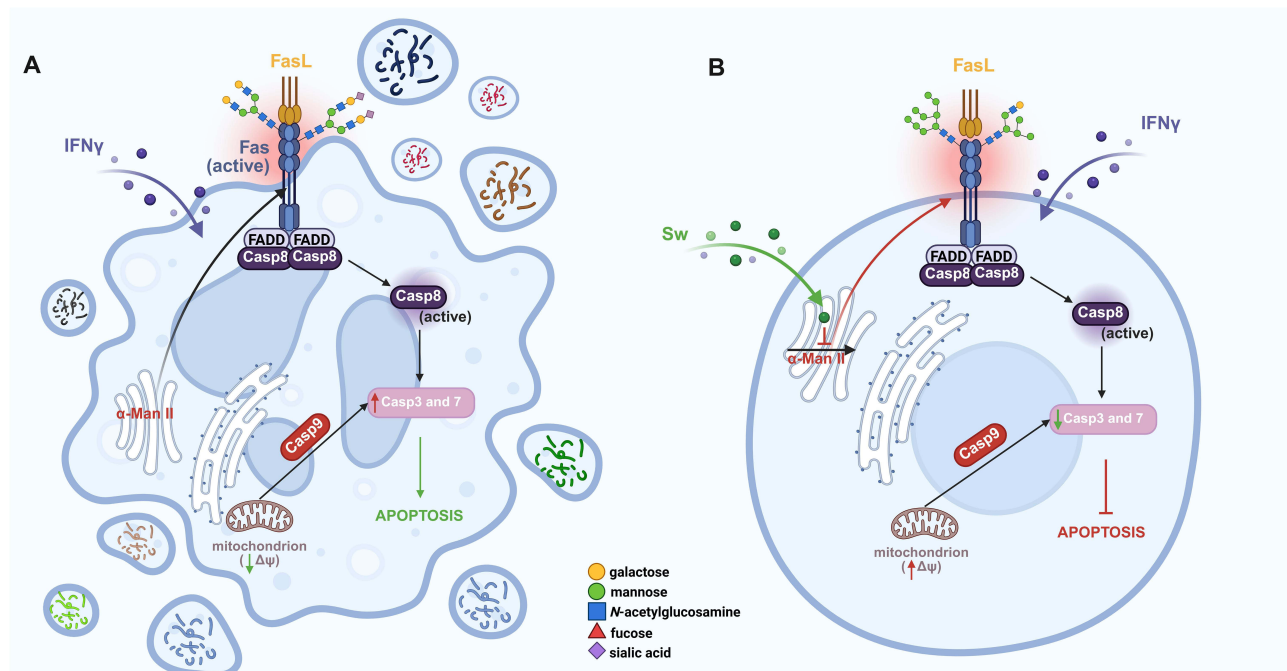 A
FasL
IFNγ
Fas
(active)
FADD FADD
Casp8 Casp8
Casp8
(active)
α-Man II
Casp3 and 7
Casp9
APOPTOSIS
mitochondrion
(↓ Δψ)
galactose
mannose
N-acetylglucosamine
fucose
sialic acid
B
FasL
IFNγ
Sw
FADD FADD
Casp8 Casp8
Casp8
(active)
α-Man II
Casp3 and 7
Casp9
APOPTOSIS
mitochondrion
(↑ Δψ)